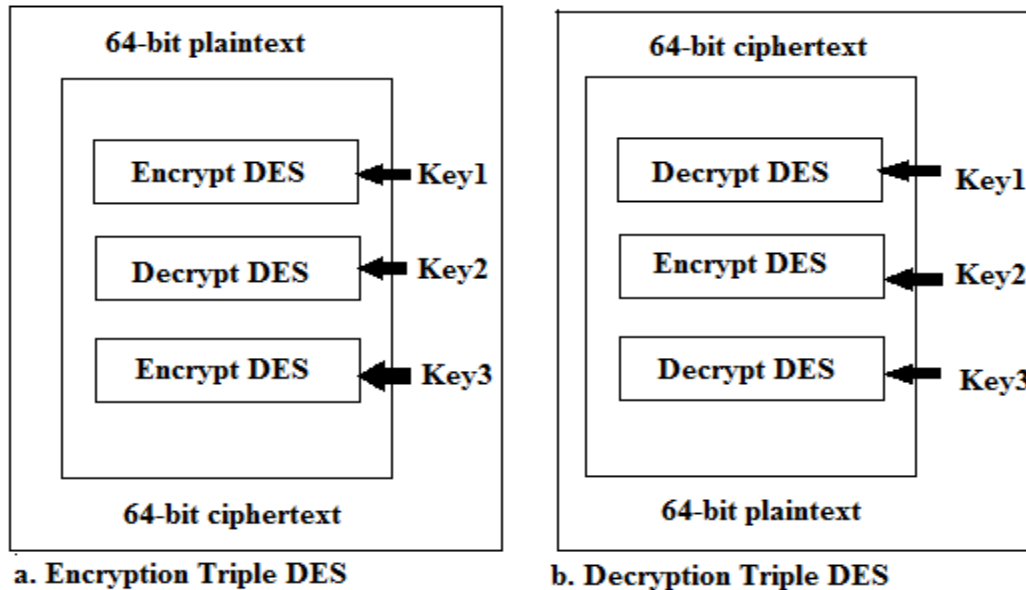 64-bit plaintext
Encrypt DES
Key1
Decrypt DES
Key2
Encrypt DES
Key3
64-bit ciphertext
a. Encryption Triple DES
64-bit ciphertext
Decrypt DES
Key1
Encrypt DES
Key2
Decrypt DES
Key3
64-bit plaintext
b. Decryption Triple DES